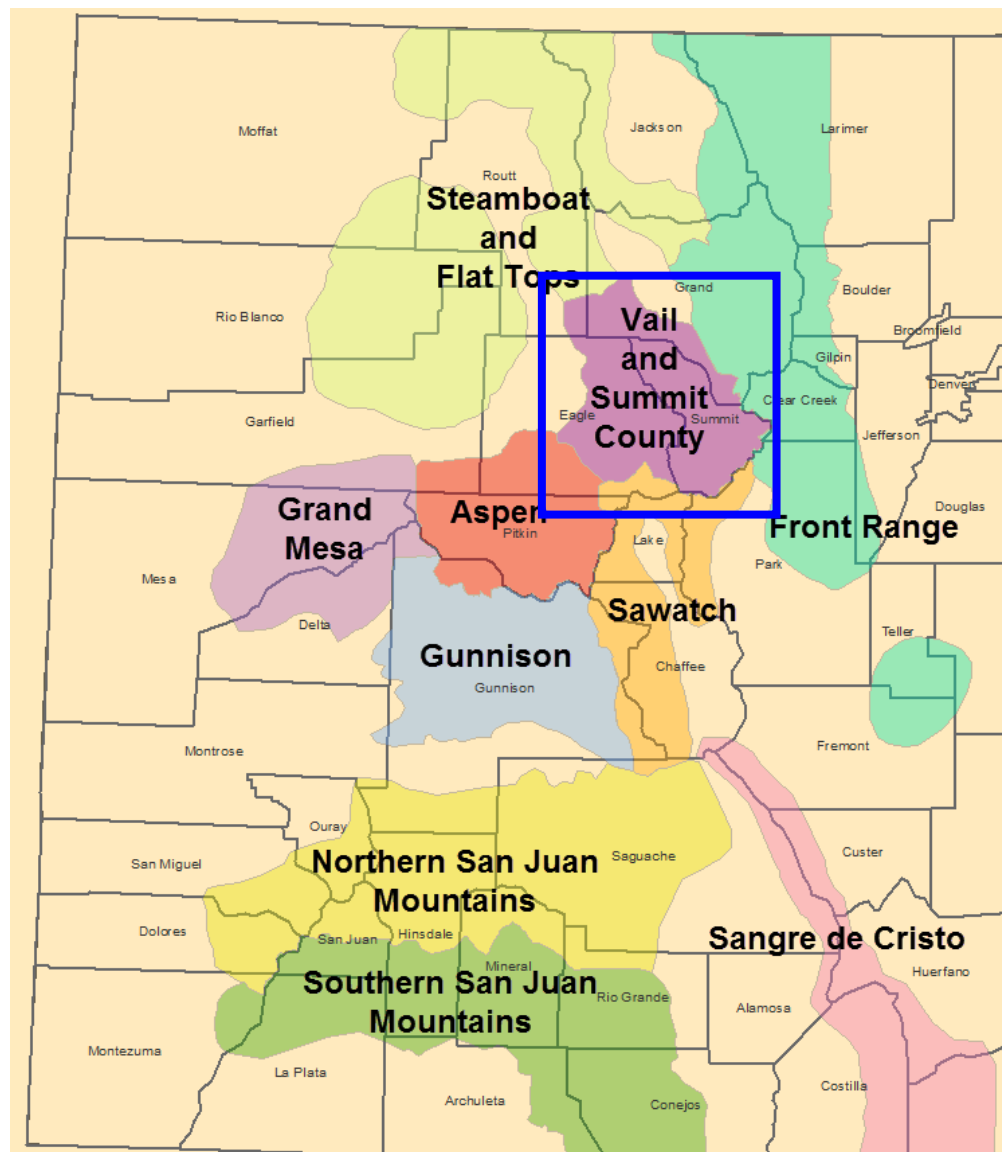 Moffat
Jackson
Larimer
Routt
Steamboat
and
Flat Tops
Rio Blanco
Grand
Boulder
Broomfield
Vail
and
Summit
County
Gilpin
Denver
Clear Creek
Eagle
Summit
Garfield
Jefferson
Grand
Mesa
Aspen
Pitkin
Lake
Front Range
Douglas
Mesa
Park
Delta
Sawatch
Teller
Gunnison
Gunnison
Chaffee
Montrose
Fremont
Ouray
San Miguel
Northern San Juan
Mountains
Saguache
Custer
Dolores
San Juan
Hinsdale
Sangre de Cristo
Mineral
Huerfano
Southern San Juan
Mountains
Rio Grande
Alamosa
Montezuma
La Plata
Archuleta
Conejos
Costilla